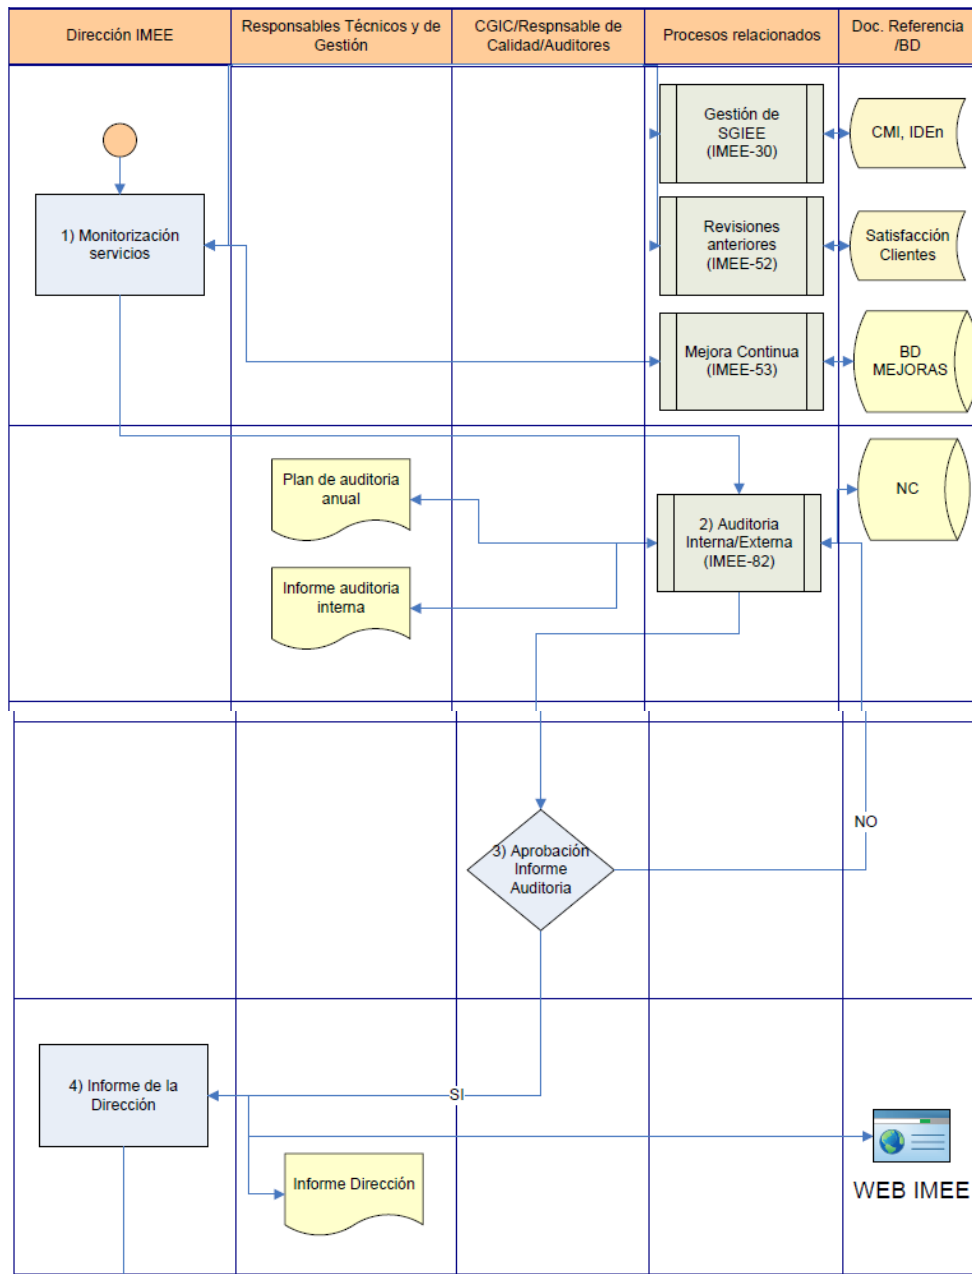 Dirección IMEE
Responsables Técnicos y de
Gestión
CGIC/Respnsable de
Calidad/Auditores
Procesos relacionados
Doc. Referencia
/BD
Gestión de
SGIEE
(IMEE-30)
CMI, IDEn
1) Monitorización
servicios
Revisiones
anteriores
(IMEE-52)
Satisfacción
Clientes
Mejora Continua
(IMEE-53)
BD
MEJORAS
Plan de auditoria
anual
NC
2) Auditoria
Interna/Externa
(IMEE-82)
Informe auditoria
interna
NO
3) Aprobación
Informe
Auditoria
4) Informe de la
Dirección
SI
Informe Dirección
WEB IMEE